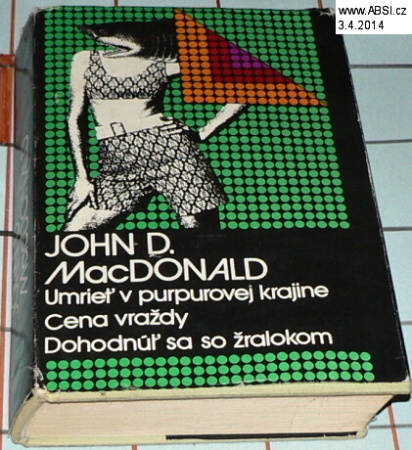 www.ABSI.cz
3.4.2014
JOHN D.
MacDONALD
Umrieť v purpurovej krajine
Cena vraždy
Dohodnúť sa so žralokom